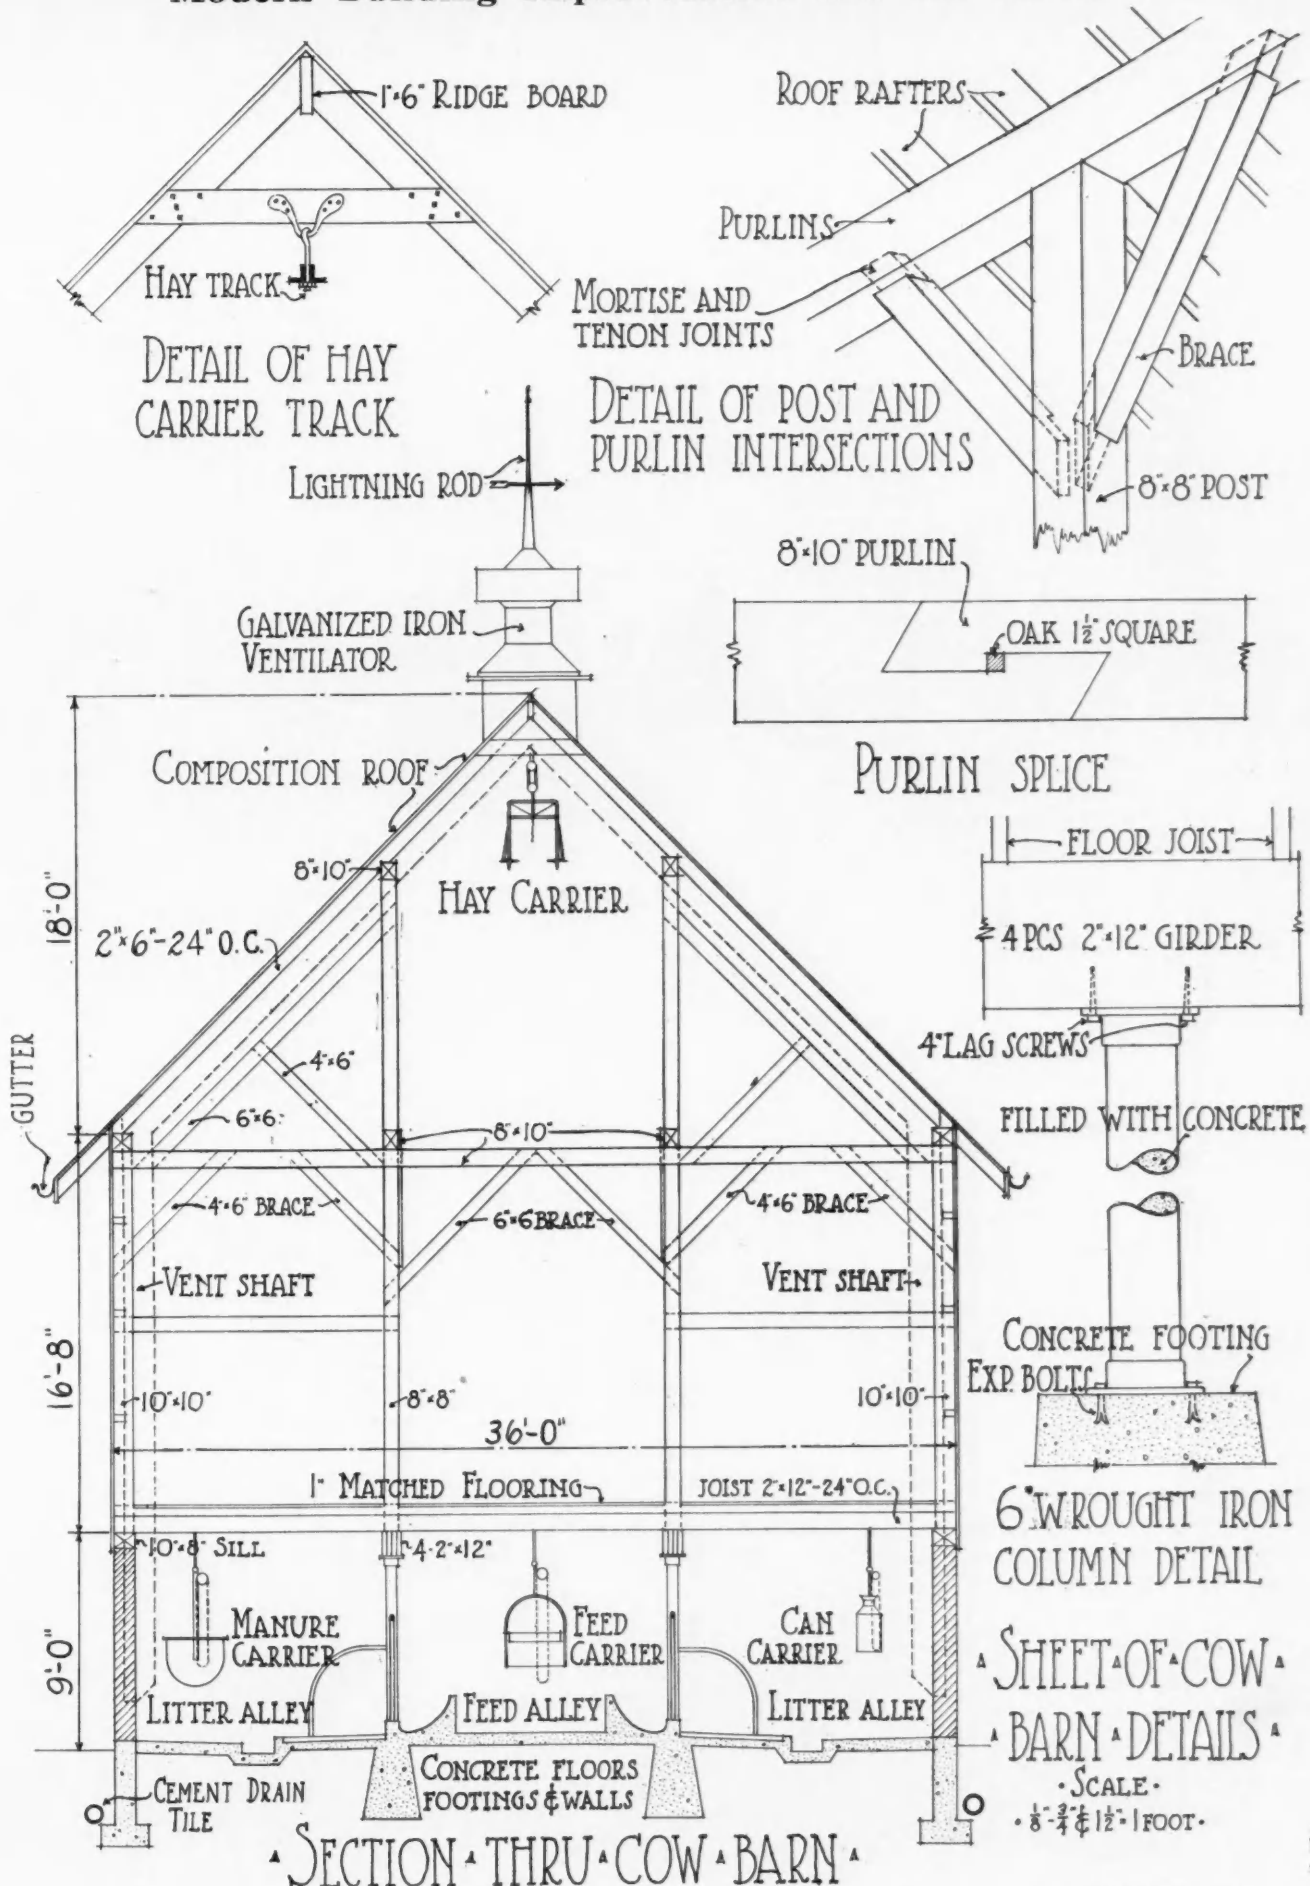 1"×6" RIDGE BOARD
HAY TRACK
DETAIL OF HAY
CARRIER TRACK
ROOF RAFTERS
PURLINS
MORTISE AND
TENON JOINTS
BRACE
DETAIL OF POST AND
PURLIN INTERSECTIONS
8"×8" POST
LIGHTNING ROD
GALVANIZED IRON
VENTILATOR
8"×10" PURLIN
OAK 1½" SQUARE
PURLIN SPLICE
COMPOSITION ROOF
8"×10"
HAY CARRIER
18'-0"
2"×6"-24" O.C.
GUTTER
4"×6"
6"×6"
8"×10"
4"×6" BRACE
6"×6" BRACE
4"×6" BRACE
VENT SHAFT
VENT SHAFT
16'-8"
10"×10"
8"×8"
10"×10"
36'-0"
1" MATCHED FLOORING
JOIST 2"×12"-24" O.C.
10"×8" SILL
4-2"×12"
9'-0"
MANURE
CARRIER
FEED
CARRIER
CAN
CARRIER
LITTER ALLEY
FEED ALLEY
LITTER ALLEY
CEMENT DRAIN
TILE
CONCRETE FLOORS
FOOTINGS & WALLS
SECTION THRU COW BARN
FLOOR JOIST
4 PCS 2"×12" GIRDER
4" LAG SCREWS
FILLED WITH CONCRETE
CONCRETE FOOTING
EXP. BOLTS
6" WROUGHT IRON
COLUMN DETAIL
SHEET OF COW
BARN DETAILS
SCALE
⅛"-¾" & 1½" = 1 FOOT